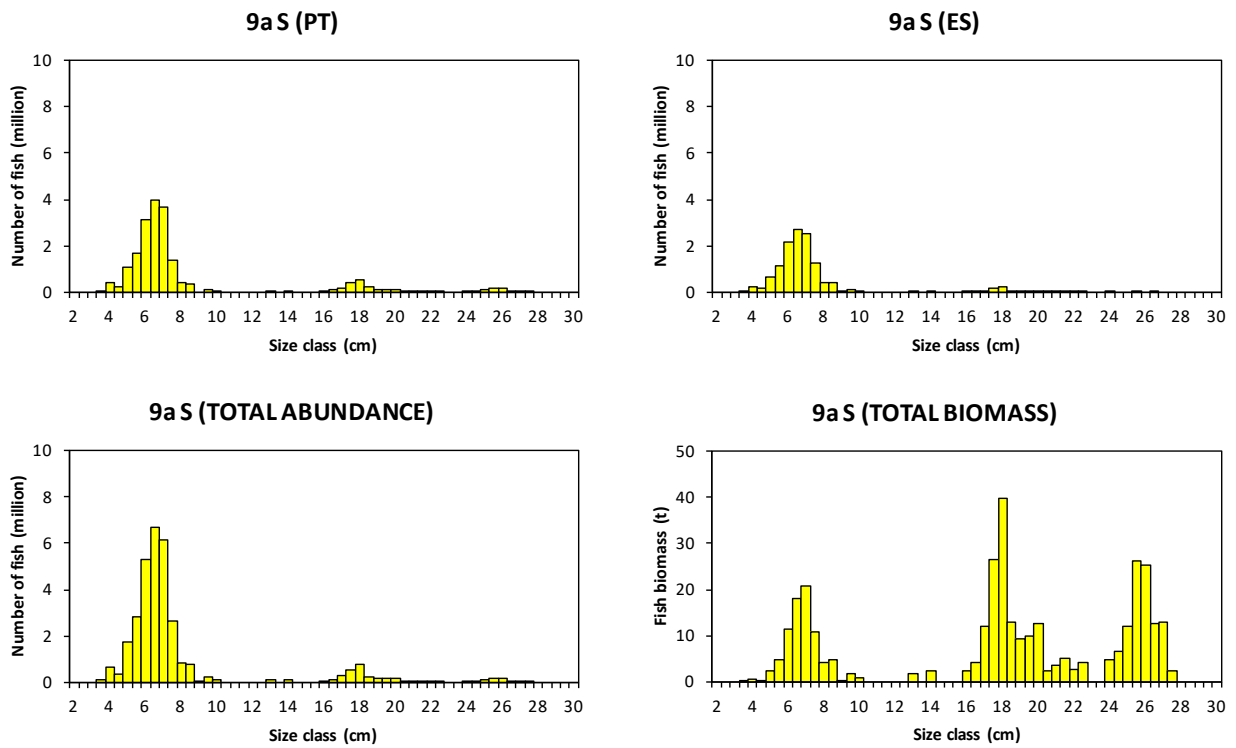 9a S (PT)
10
8
6
4
2
0
Number of fish (million)
2 4 6 8 10 12 14 16 18 20 22 24 26 28 30
Size class (cm)
9a S (ES)
10
8
6
4
2
0
Number of fish (million)
2 4 6 8 10 12 14 16 18 20 22 24 26 28 30
Size class (cm)
9a S (TOTAL ABUNDANCE)
10
8
6
4
2
0
Number of fish (million)
2 4 6 8 10 12 14 16 18 20 22 24 26 28 30
Size class (cm)
9a S (TOTAL BIOMASS)
50
40
30
20
10
0
Fish biomass (t)
2 4 6 8 10 12 14 16 18 20 22 24 26 28 30
Size class (cm)